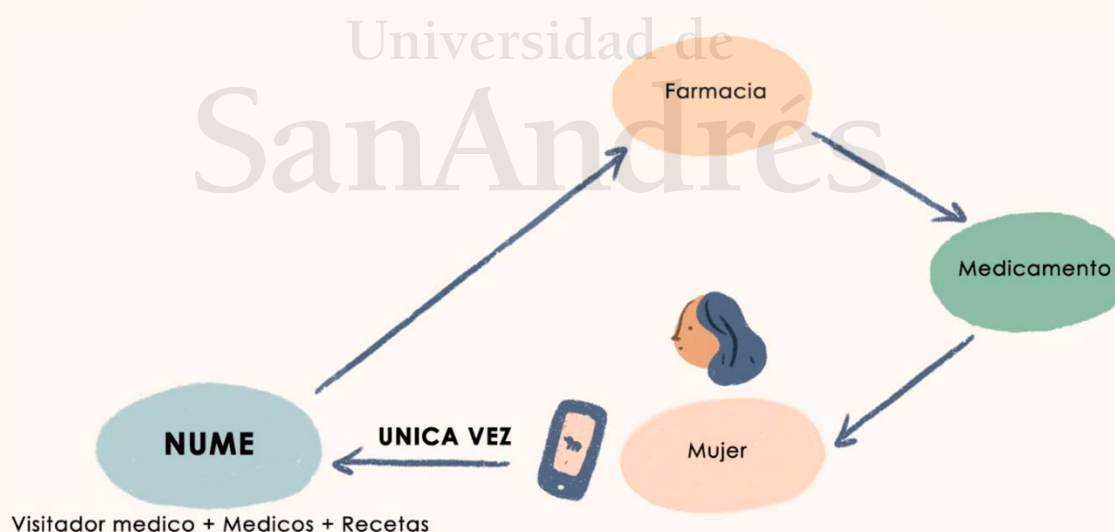 Universidad de
SanAndrés
Farmacia
Medicamento
UNICA VEZ
NUME
Mujer
Visitador medico + Medicos + Recetas